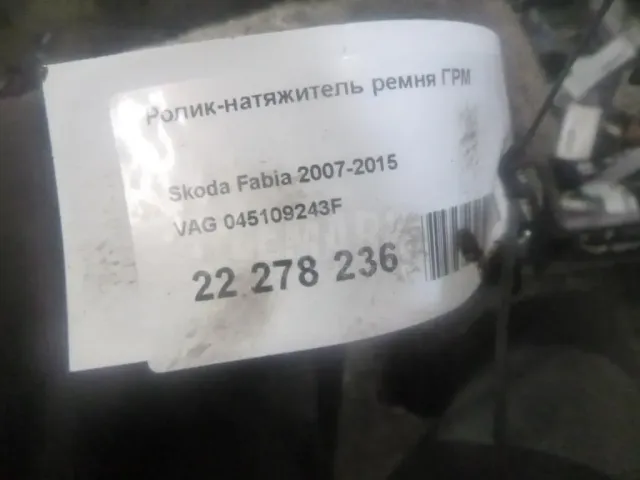 Ролик-натяжитель ремня ГРМ
Skoda Fabia 2007-2015
VAG 045109243F
22 278 236